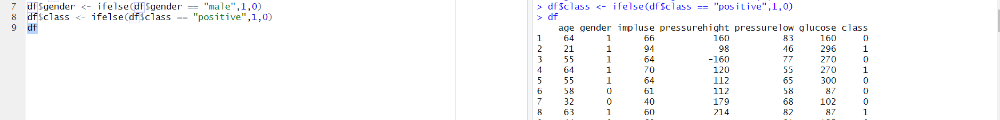 7 df$gender <- ifelse(df$gender == "male",1,0)
8 df$class <- ifelse(df$class == "positive",1,0)
9 df
> df$class <- ifelse(df$class == "positive",1,0)
> df
age gender impluse pressurehight pressurelow glucose class
1 64 1 66 160 83 160 0
2 21 1 94 98 46 296 1
3 55 1 64 -160 77 270 0
4 64 1 70 120 55 270 1
5 55 1 64 112 65 300 0
6 58 0 61 112 58 87 0
7 32 0 40 179 68 102 0
8 63 1 60 214 82 87 1